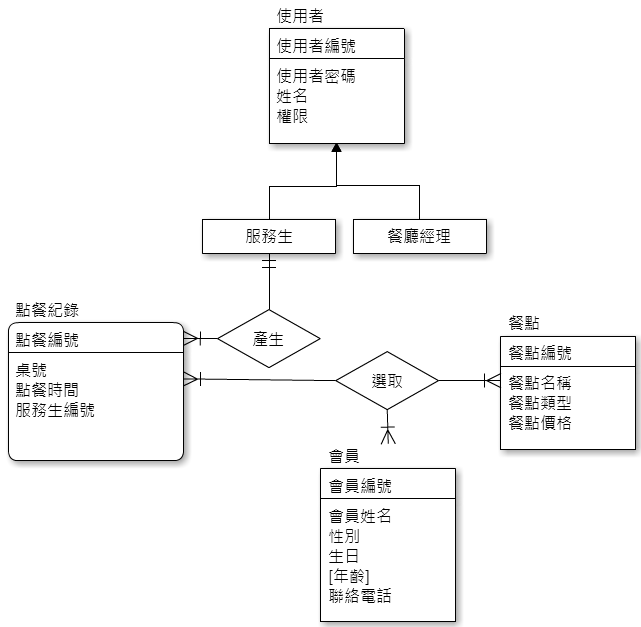 使用者
使用者編號
使用者密碼
姓名
權限
服務生
餐廳經理
點餐紀錄
點餐編號
桌號
點餐時間
服務生編號
產生
選取
餐點
餐點編號
餐點名稱
餐點類型
餐點價格
會員
會員編號
會員姓名
性別
生日
[年齡]
聯絡電話